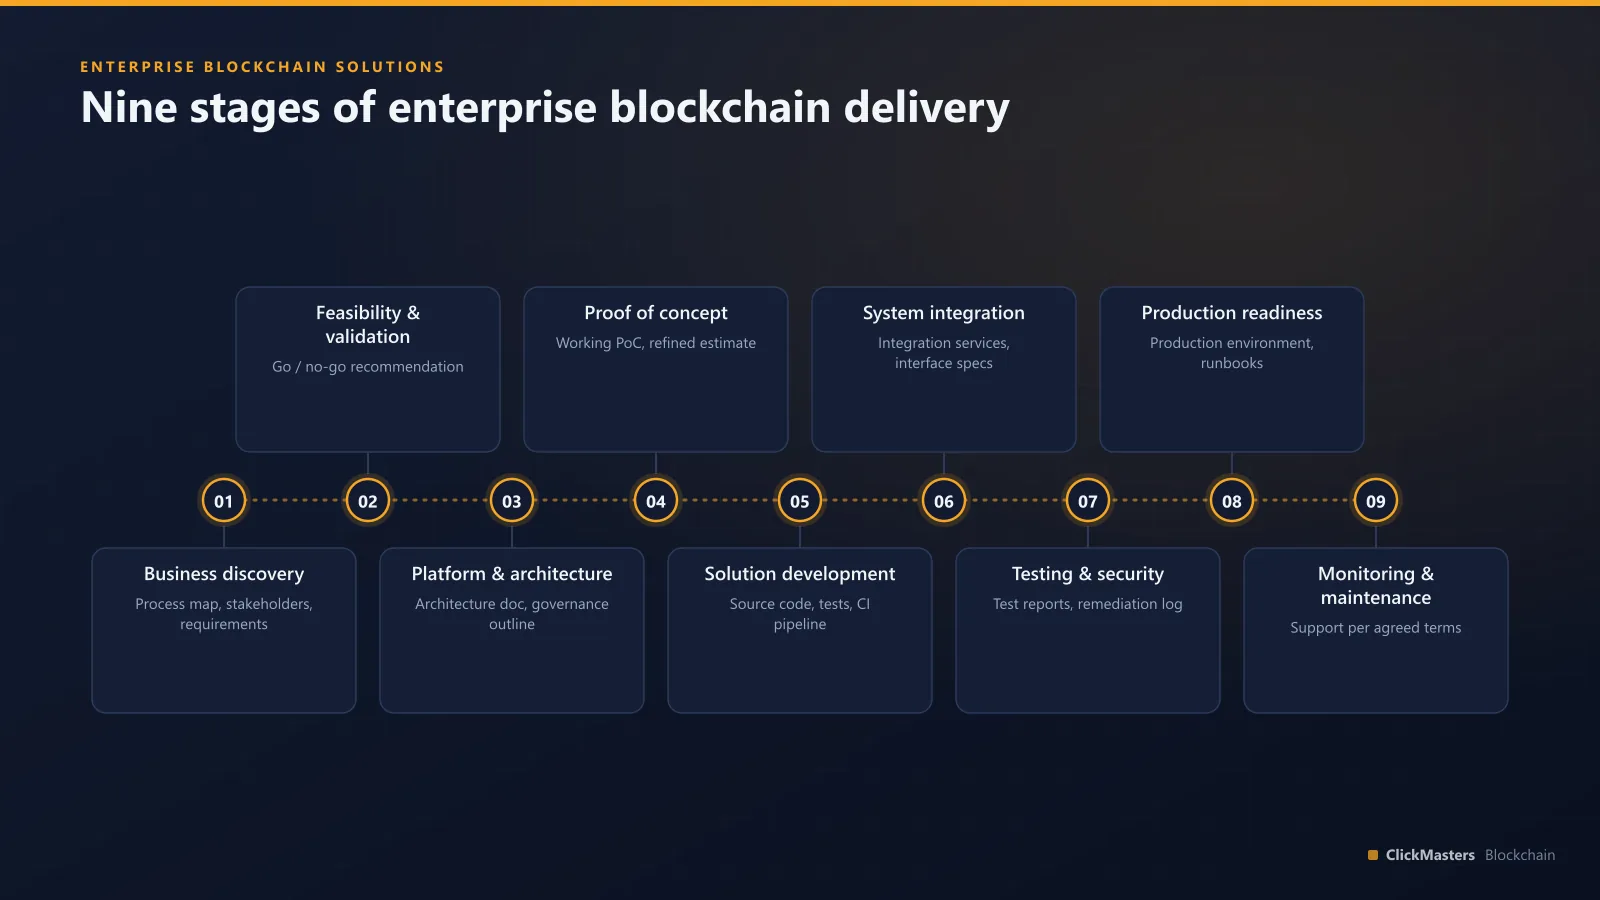 ENTERPRISE BLOCKCHAIN SOLUTIONS
Nine stages of enterprise blockchain delivery
01
Business discovery
Process map, stakeholders,
requirements
02
Feasibility &
validation
Go / no-go recommendation
03
Platform & architecture
Architecture doc, governance
outline
04
Proof of concept
Working PoC, refined estimate
05
Solution development
Source code, tests, CI
pipeline
06
System integration
Integration services,
interface specs
07
Testing & security
Test reports, remediation log
08
Production readiness
Production environment,
runbooks
09
Monitoring &
maintenance
Support per agreed terms
ClickMasters Blockchain